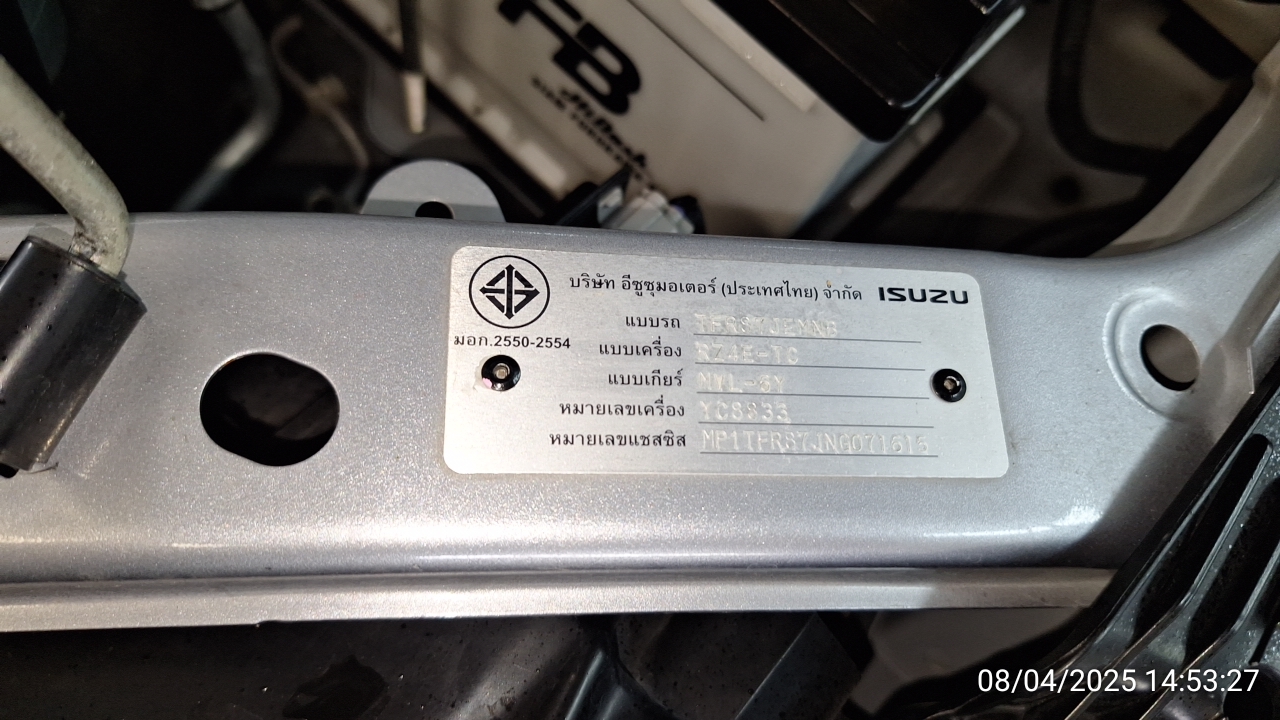 FB
บริษัท อีซูซุมอเตอร์ (ประเทศไทย) จำกัด ISUZU
มอก.2550-2554
แบบรถ
แบบเครื่อง RZ4E-TC
แบบเกียร์
หมายเลขเครื่อง YC8833
หมายเลขแชสซิส MP1TFR87JNG071615
08/04/2025 14:53:27